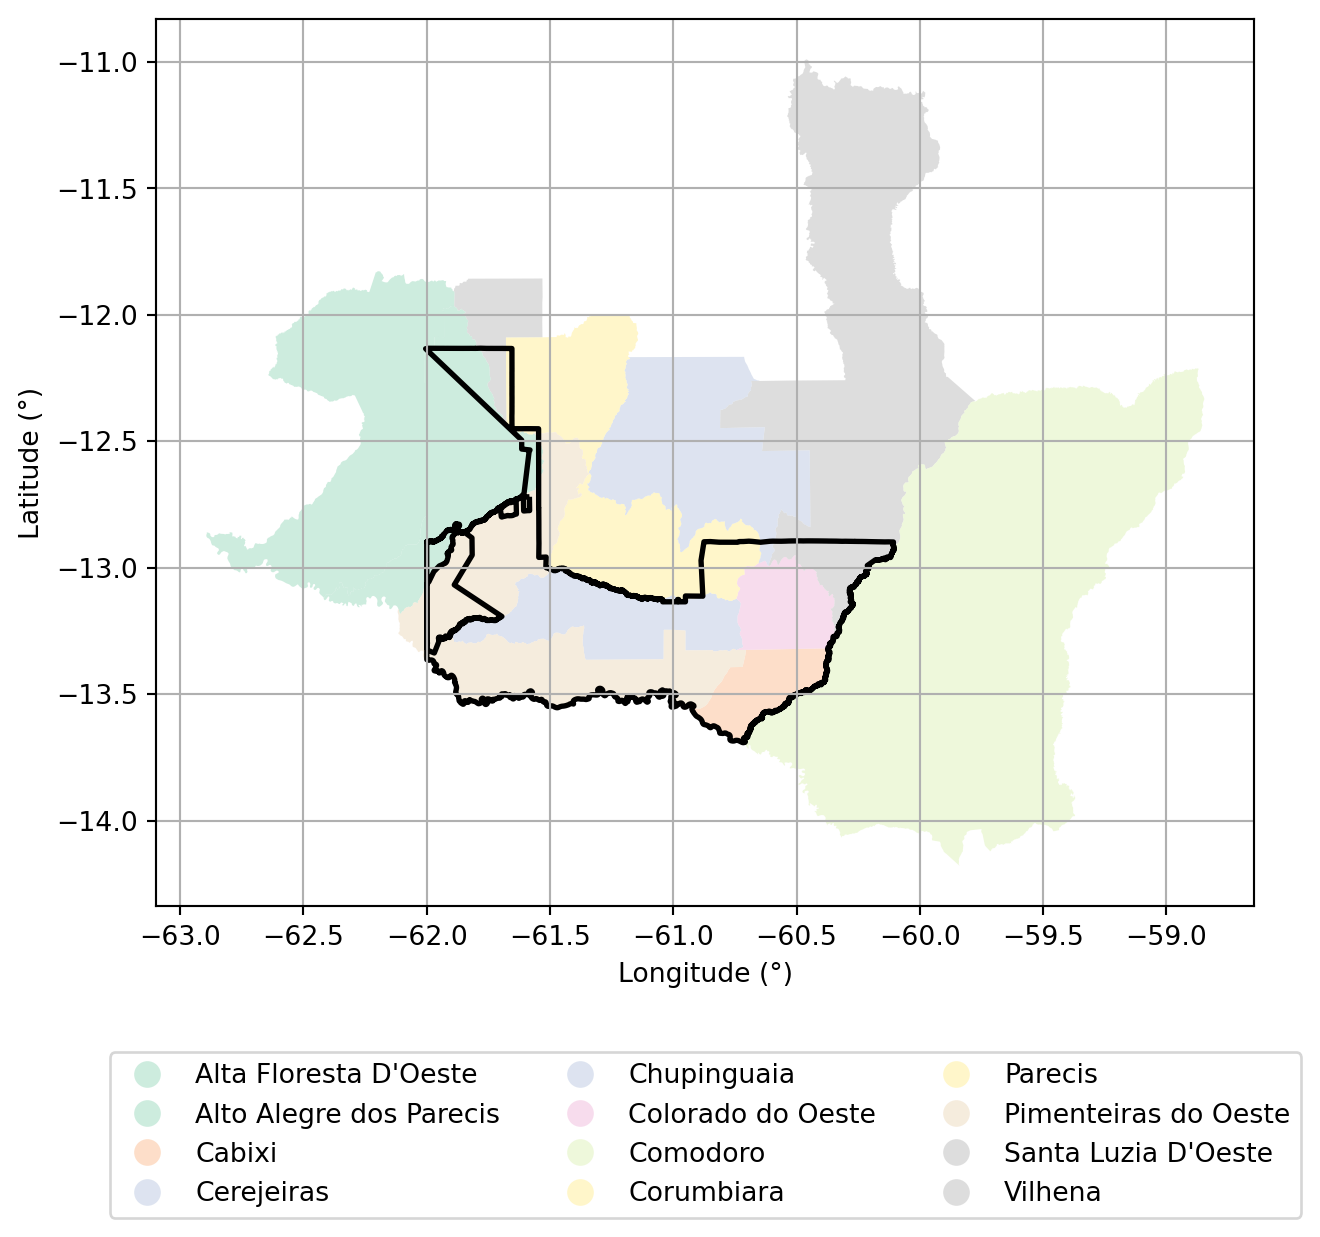 −11.0
−11.5
−12.0
−12.5
−13.0
−13.5
−14.0
Latitude (°)
−63.0 −62.5 −62.0 −61.5 −61.0 −60.5 −60.0 −59.5 −59.0
Longitude (°)
Alta Floresta D'Oeste
Alto Alegre dos Parecis
Cabixi
Cerejeiras
Chupinguaia
Colorado do Oeste
Comodoro
Corumbiara
Parecis
Pimenteiras do Oeste
Santa Luzia D'Oeste
Vilhena